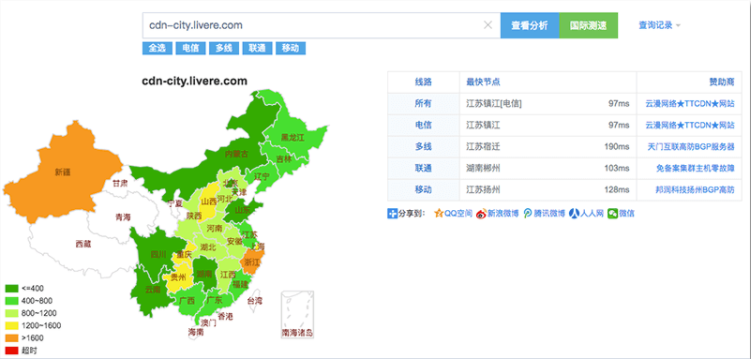 cdn-city.livere.com × 查看分析 国际测速 查询记录
全选 电信 多线 联通 移动
cdn-city.livere.com
线路 最快节点 赞助商
所有 江苏镇江[电信] 97ms 云漫网络★TTCDN★网站
电信 江苏镇江 97ms 云漫网络★TTCDN★网站
多线 江苏宿迁 190ms 天门互联高防BGP服务器
联通 湖南郴州 103ms 免备案集群主机零故障
移动 江苏扬州 128ms 邦润科技扬州BGP高防
分享到: QQ空间 新浪微博 腾讯微博 人人网 微信
黑龙江
内蒙古
吉林
新疆
辽宁
甘肃
北京
天津
宁夏
山西
河北
青海
山东
陕西
河南
江苏
西藏
安徽
上海
四川
重庆
湖北
浙江
湖南
江西
贵州
云南
福建
广西
广东
台湾
香港
澳门
海南
南海诸岛
<=400
400~800
800~1200
1200~1600
>1600
超时